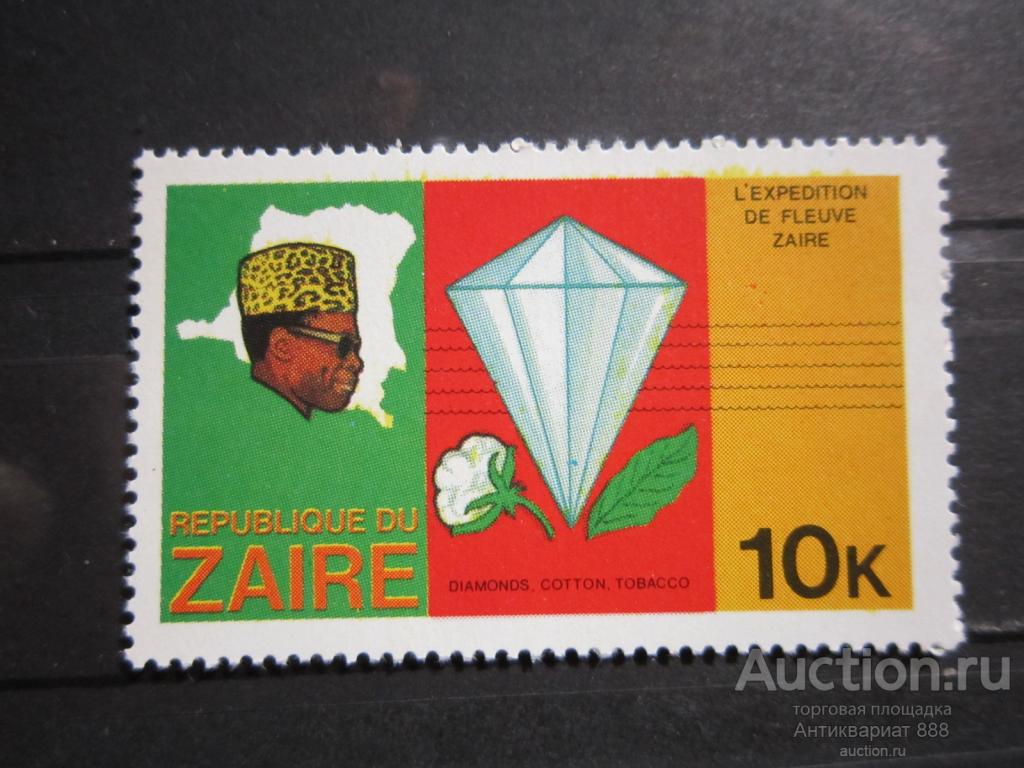 L'EXPEDITION
DE FLEUVE
ZAIRE
REPUBLIQUE DU
ZAIRE
DIAMONDS, COTTON, TOBACCO
10K
Auction.ru
торговая площадка
Антиквариат 888
auction.ru